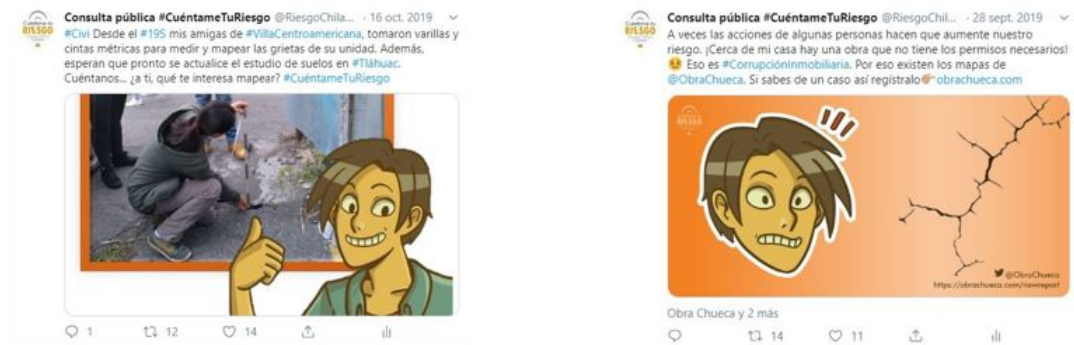 Consulta pública #CuéntameTuRiesgo @RiesgoChila... · 16 oct. 2019
#Civi Desde el #19S mis amigas de #VillaCentroamericana, tomaron varillas y
cintas métricas para medir y mapear las grietas de su unidad. Además,
esperan que pronto se actualice el estudio de suelos en #Tláhuac.
Cuéntanos... ¿a ti, qué te interesa mapear? #CuéntameTuRiesgo
1 12 14
Consulta pública #CuéntameTuRiesgo @RiesgoChil... · 28 sept. 2019
A veces las acciones de algunas personas hacen que aumente nuestro
riesgo. ¡Cerca de mi casa hay una obra que no tiene los permisos necesarios!
Eso es #CorrupciónInmobiliaria. Por eso existen los mapas de
@ObraChueca. Si sabes de un caso así regístralo obrachueca.com
RIESGO
@ObraChueca
https://obrachueca.com/newreport
Obra Chueca y 2 más
14 11